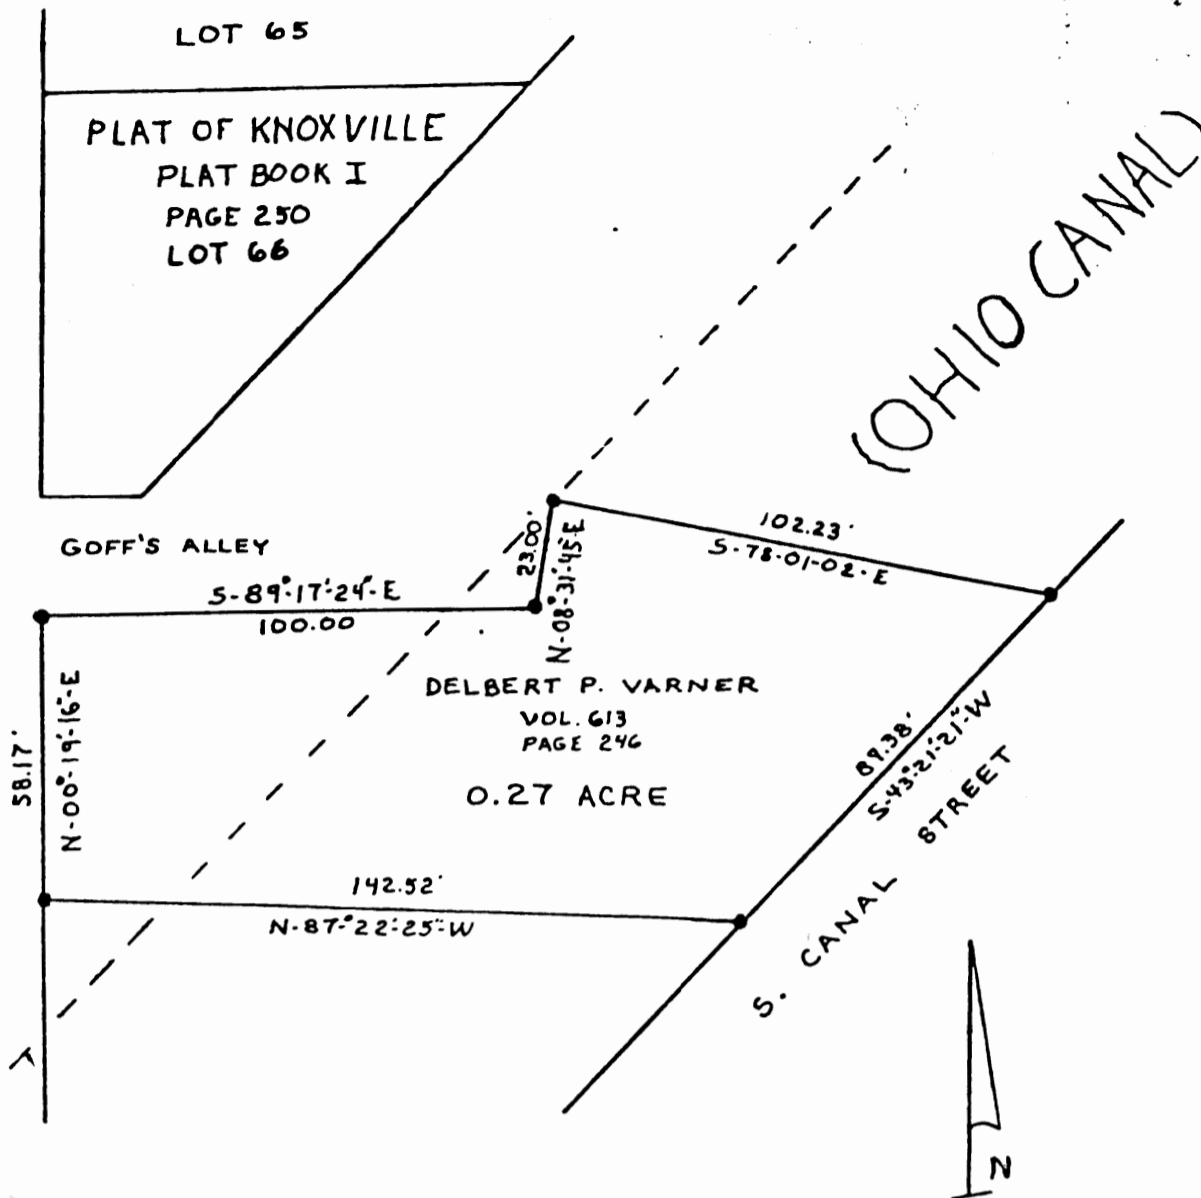 LOT 65
PLAT OF KNOXVILLE
PLAT BOOK I
PAGE 250
LOT 66
(OHIO CANAL)
GOFF'S ALLEY
S-89°-17'-24"-E
100.00
23.00'
N-08°-31'-45"-E
102.23'
S-78-01-02-E
58.17'
N-00°-19'-16"-E
DELBERT P. VARNER
VOL. 613
PAGE 246
0.27 ACRE
89.38'
S-43°-21'-21"-W
S. CANAL STREET
142.52'
N-87°-22'-25"-W
N